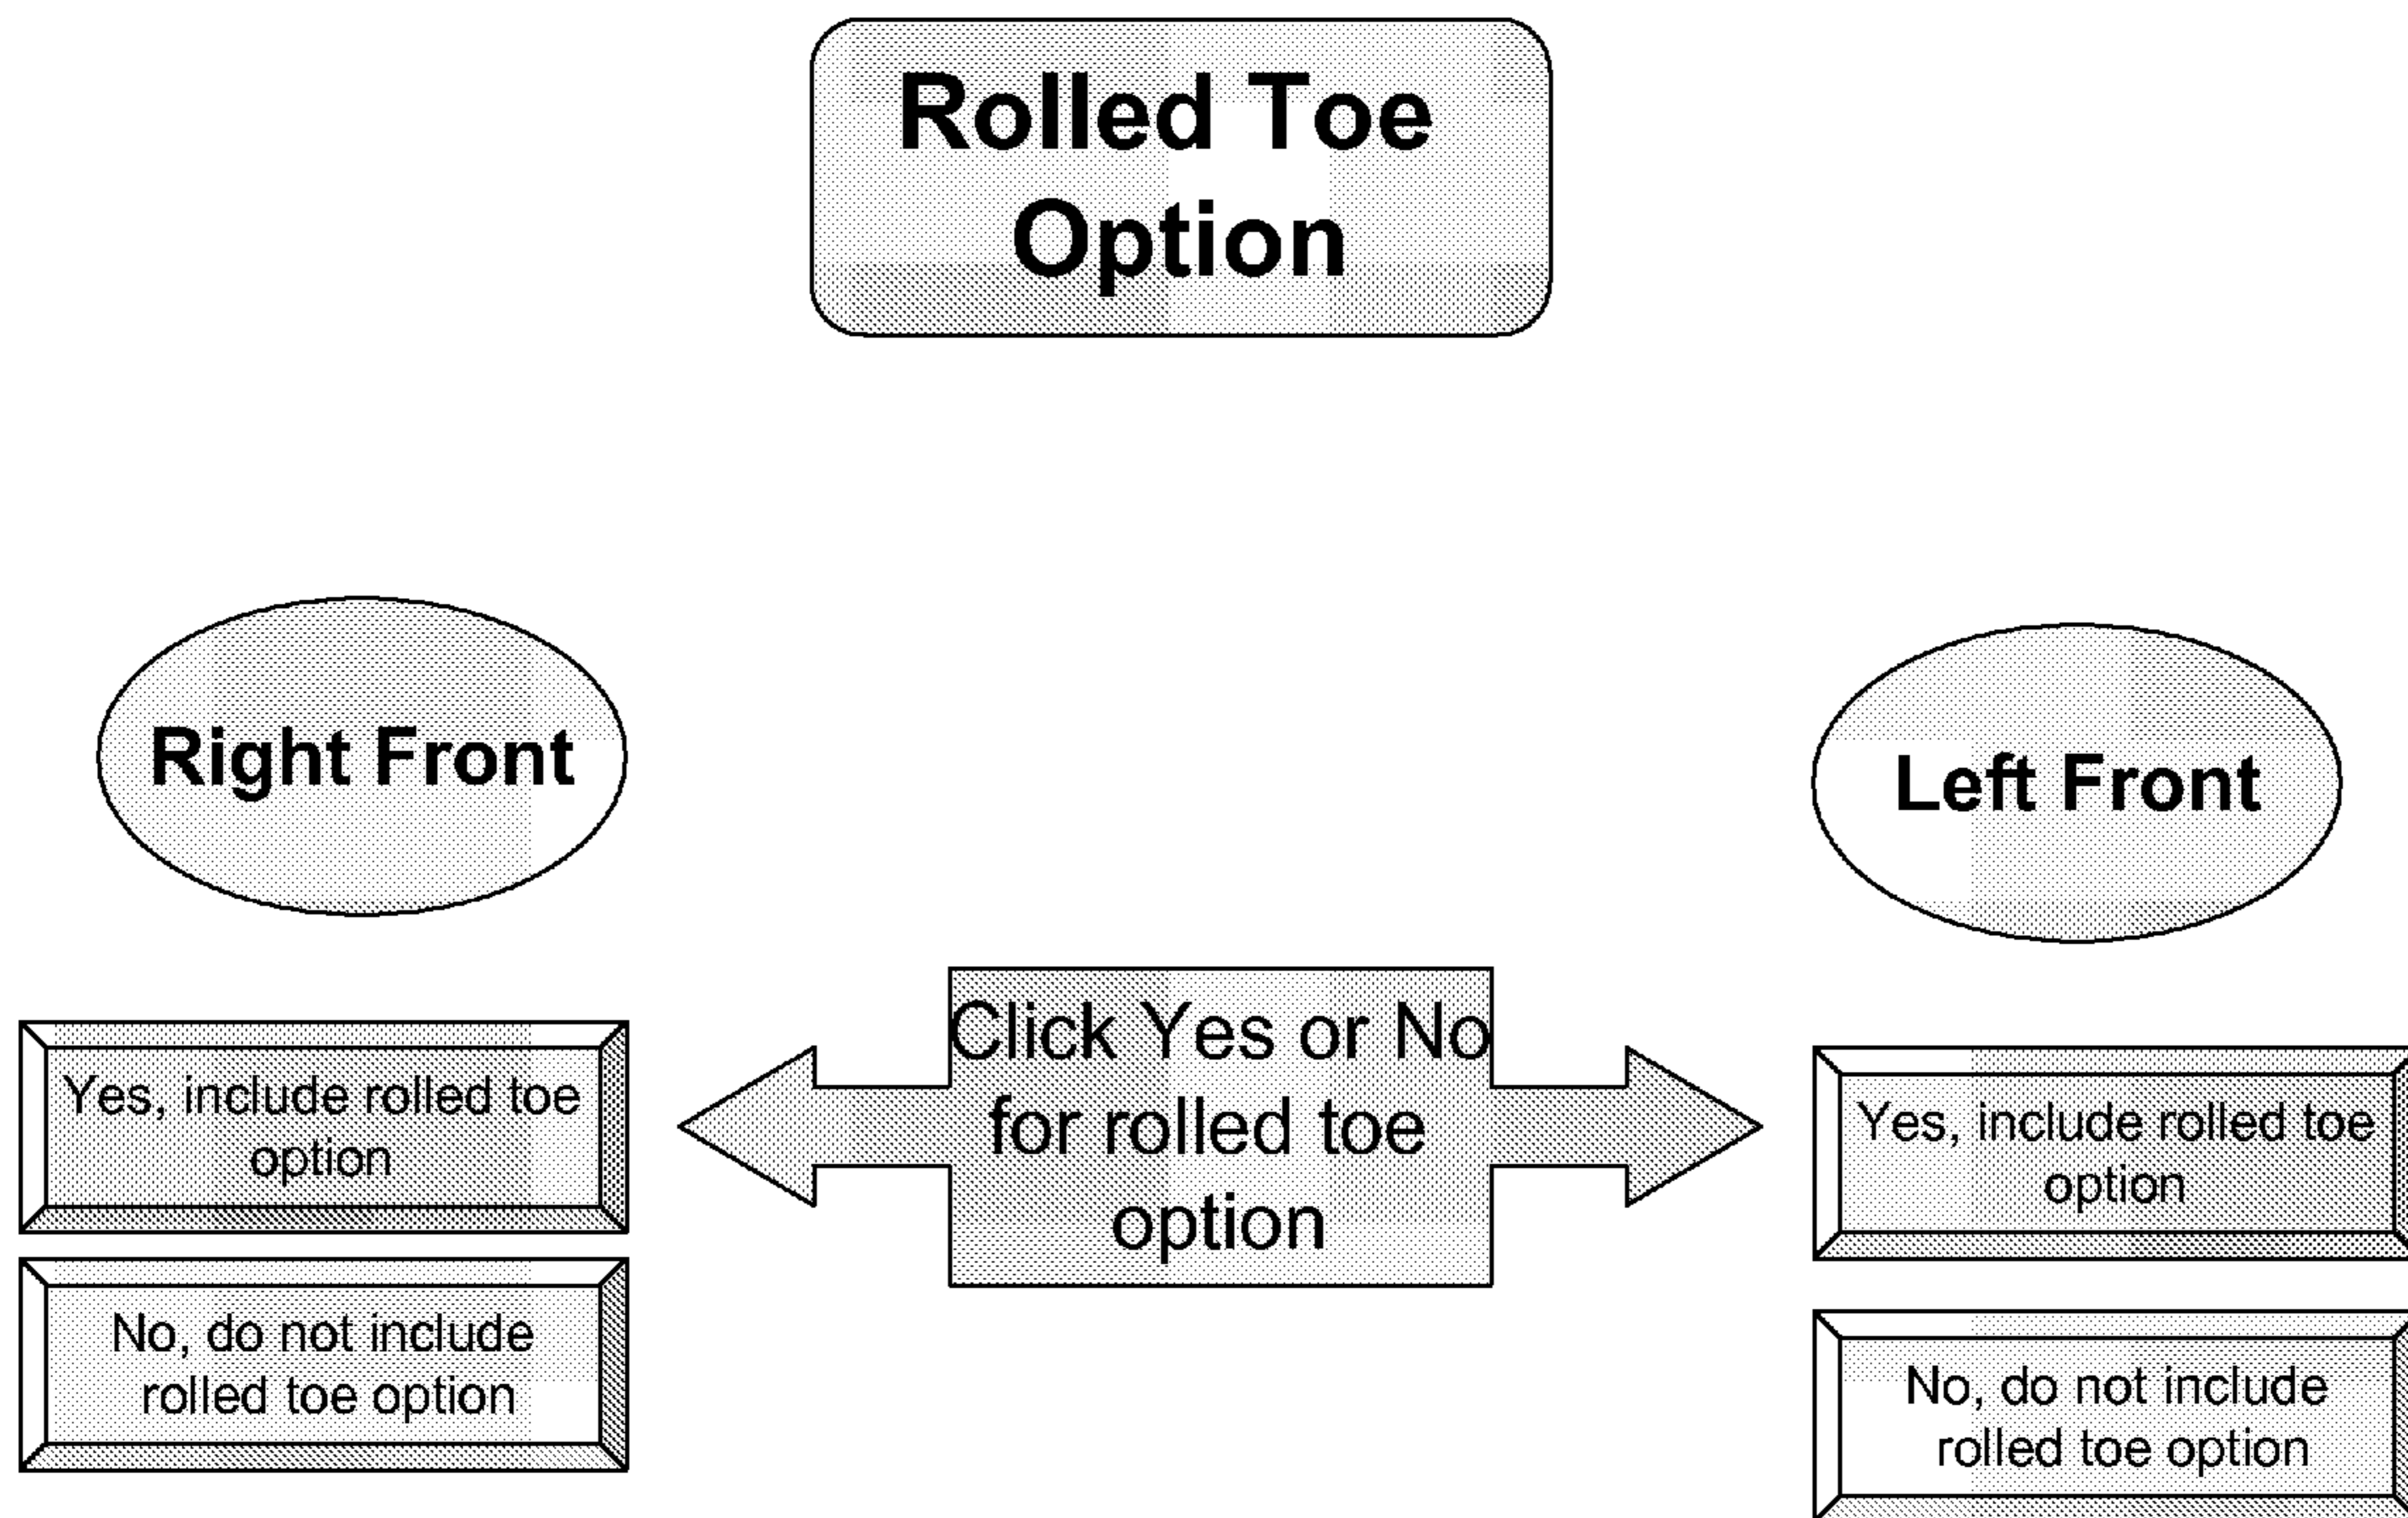 Rolled Toe
Option
Right Front
Left Front
Click Yes or No
for rolled toe
option
Yes, include rolled toe
option
No, do not include
rolled toe option
Yes, include rolled toe
option
No, do not include
rolled toe option